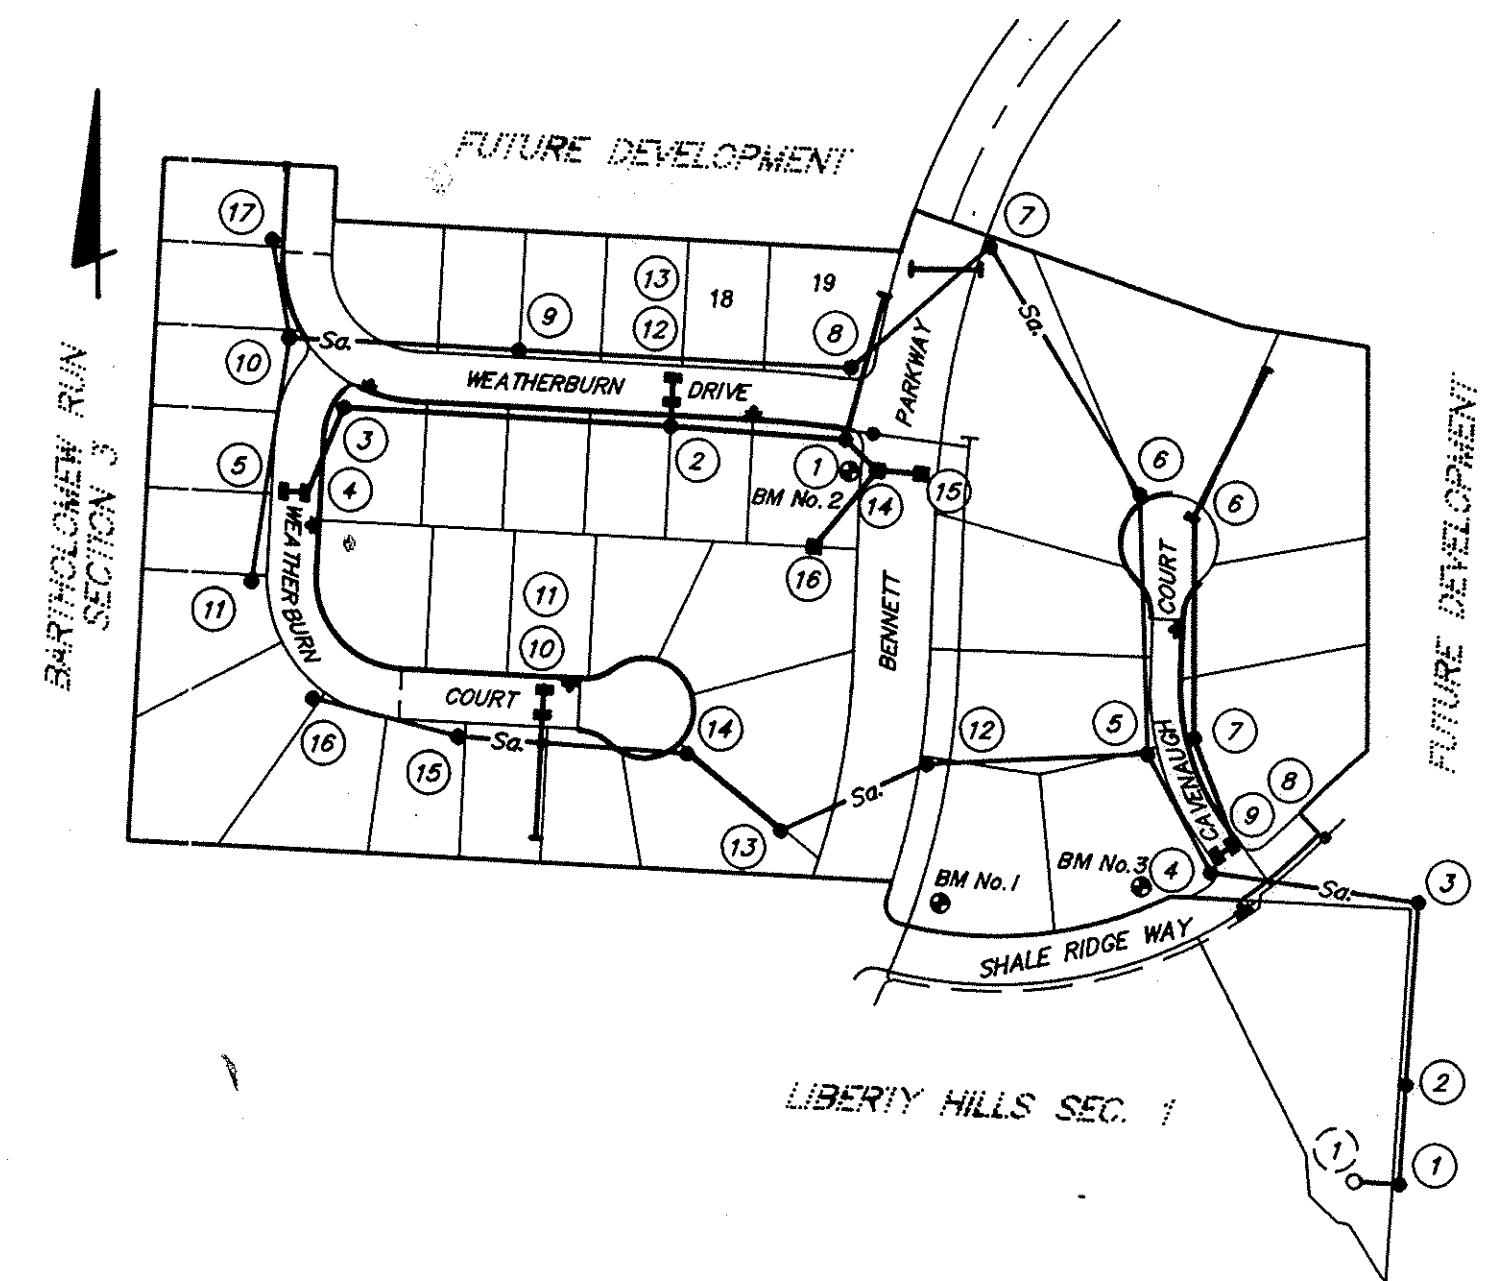 FUTURE DEVELOPMENT
7
17
13
18
19
12
9
8
Sa.
Sa.
10
WEATHERBURN DRIVE
PARKWAY
BARTHOLOMEW RUN
SECTION 3
FUTURE DEVELOPMENT
3
2
1
6
5
4
15
BM No. 2
14
6
16
COURT
11
WEATHERBURN
11
10
BENNETT
COURT
14
12
5
7
16
Sa.
15
Sa.
CAVENAUGH
8
13
9
BM No. 1
BM No. 3
4
Sa.
3
SHALE RIDGE WAY
LIBERTY HILLS SEC. 1
2
1
1